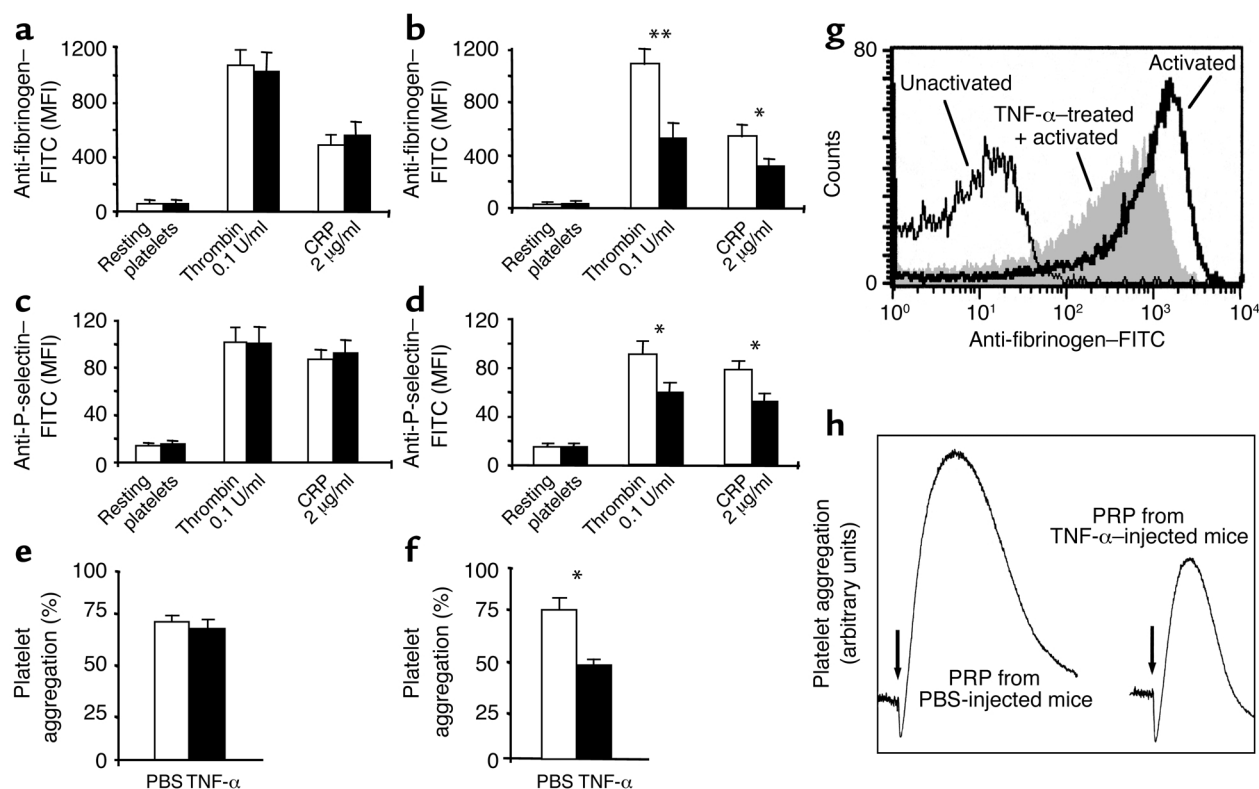 a
Anti-fibrinogen–
FITC (MFI)
1200
800
400
0
Resting
platelets
Thrombin
0.1 U/ml
CRP
2 μg/ml
b
Anti-fibrinogen–
FITC (MFI)
1200
800
400
0
**
*
Resting
platelets
Thrombin
0.1 U/ml
CRP
2 μg/ml
c
Anti-P-selectin–
FITC (MFI)
120
80
40
0
Resting
platelets
Thrombin
0.1 U/ml
CRP
2 μg/ml
d
Anti-P-selectin–
FITC (MFI)
120
80
40
0
*
*
Resting
platelets
Thrombin
0.1 U/ml
CRP
2 μg/ml
e
Platelet
aggregation (%)
100
75
50
25
0
PBS TNF-α
f
Platelet
aggregation (%)
100
75
50
25
0
*
PBS TNF-α
g
Counts
80
0
Unactivated
TNF-α–treated
+ activated
Activated
10⁰ 10¹ 10² 10³ 10⁴
Anti-fibrinogen–FITC
h
Platelet aggregation
(arbitrary units)
PRP from
PBS-injected mice
PRP from
TNF-α–injected mice